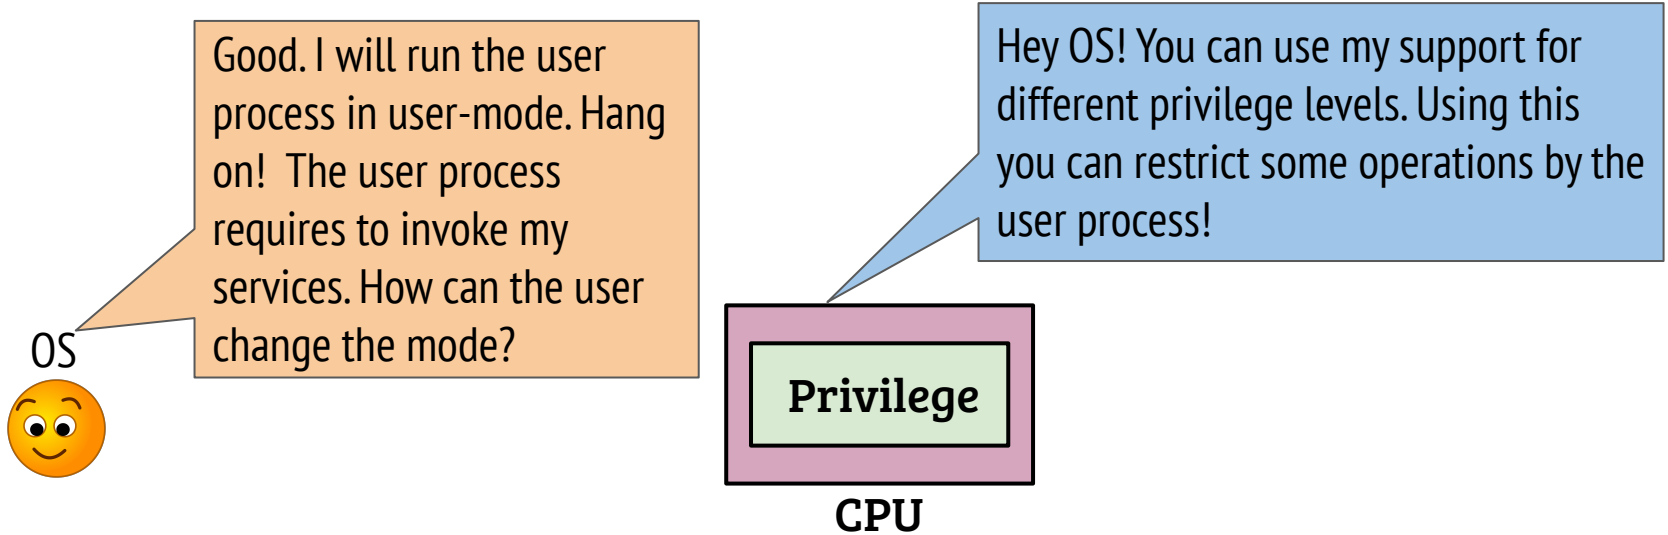 Good. I will run the user
process in user-mode. Hang
on!  The user process
requires to invoke my
services. How can the user
change the mode?
OS
Hey OS! You can use my support for
different privilege levels. Using this
you can restrict some operations by the
user process!
Privilege
CPU